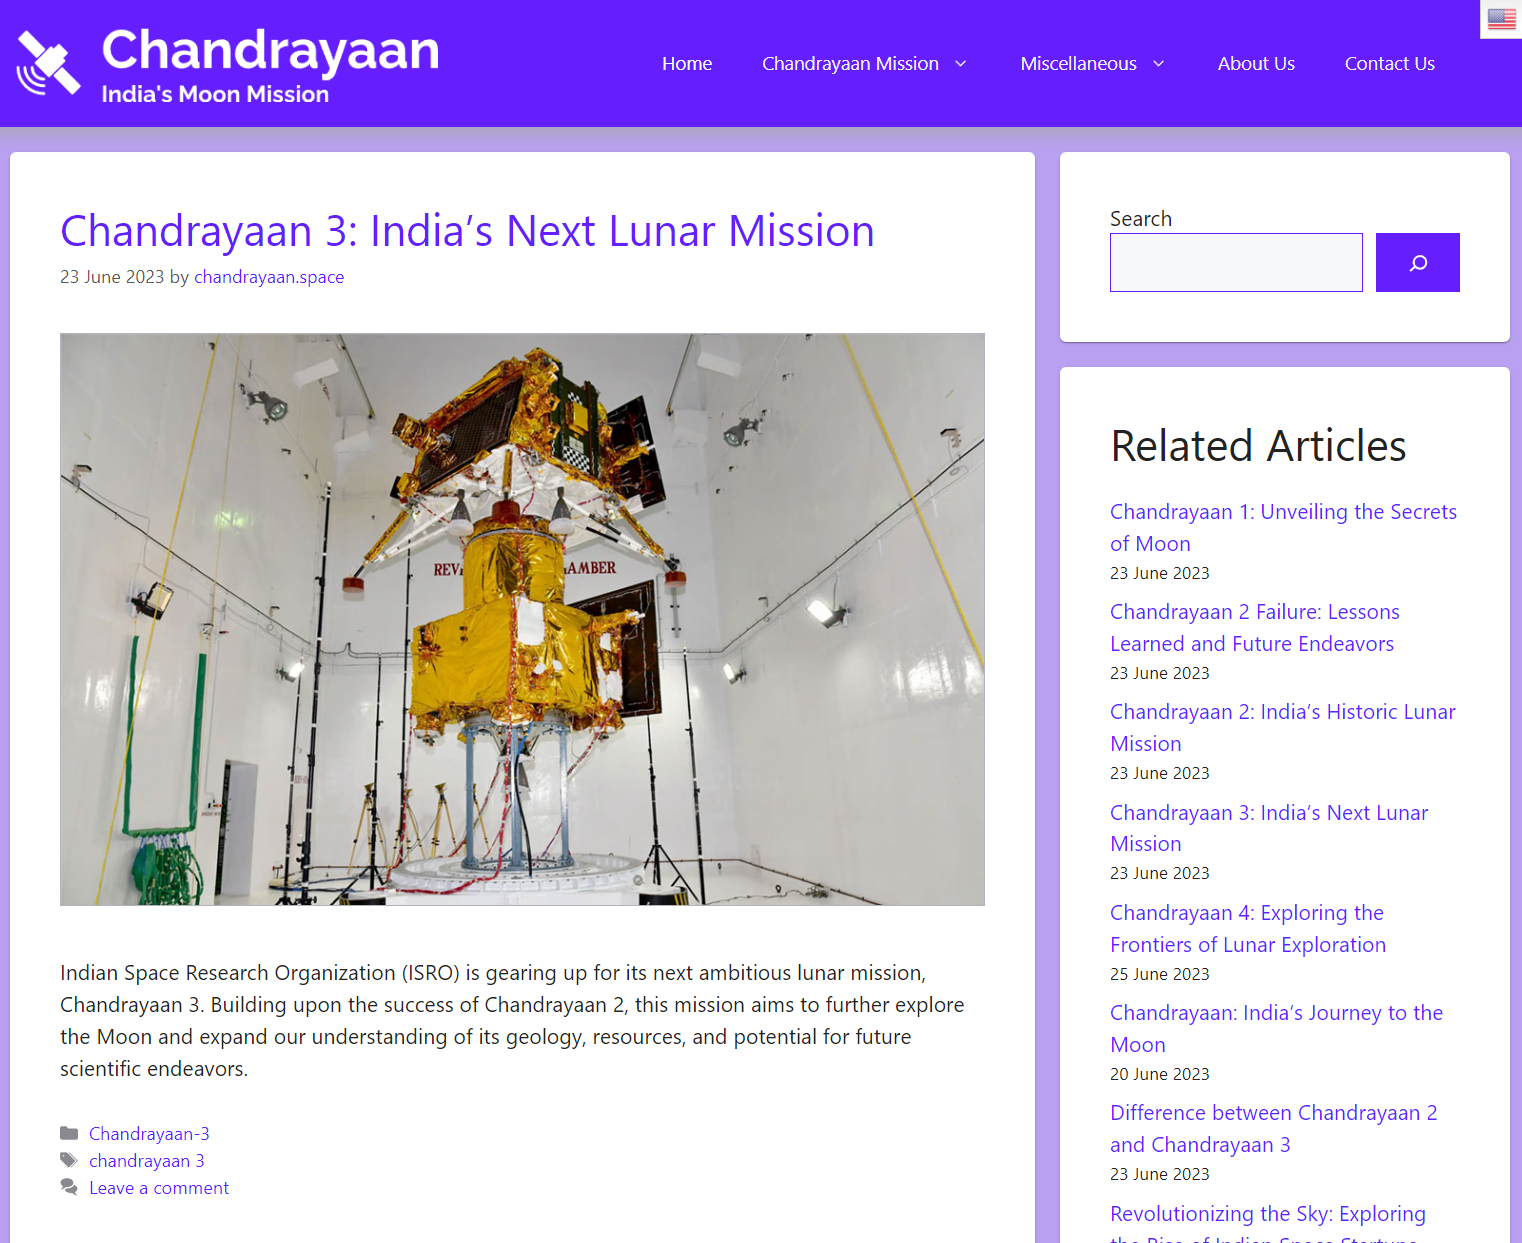 Chandrayaan
India's Moon Mission
Home
Chandrayaan Mission
Miscellaneous
About Us
Contact Us
Chandrayaan 3: India’s Next Lunar Mission
23 June 2023 by chandrayaan.space
AMBER
Indian Space Research Organization (ISRO) is gearing up for its next ambitious lunar mission,
Chandrayaan 3. Building upon the success of Chandrayaan 2, this mission aims to further explore
the Moon and expand our understanding of its geology, resources, and potential for future
scientific endeavors.
Chandrayaan-3
chandrayaan 3
Leave a comment
Search
Related Articles
Chandrayaan 1: Unveiling the Secrets
of Moon
23 June 2023
Chandrayaan 2 Failure: Lessons
Learned and Future Endeavors
23 June 2023
Chandrayaan 2: India’s Historic Lunar
Mission
23 June 2023
Chandrayaan 3: India’s Next Lunar
Mission
23 June 2023
Chandrayaan 4: Exploring the
Frontiers of Lunar Exploration
25 June 2023
Chandrayaan: India’s Journey to the
Moon
20 June 2023
Difference between Chandrayaan 2
and Chandrayaan 3
23 June 2023
Revolutionizing the Sky: Exploring
the Rise of Indian Space Startups